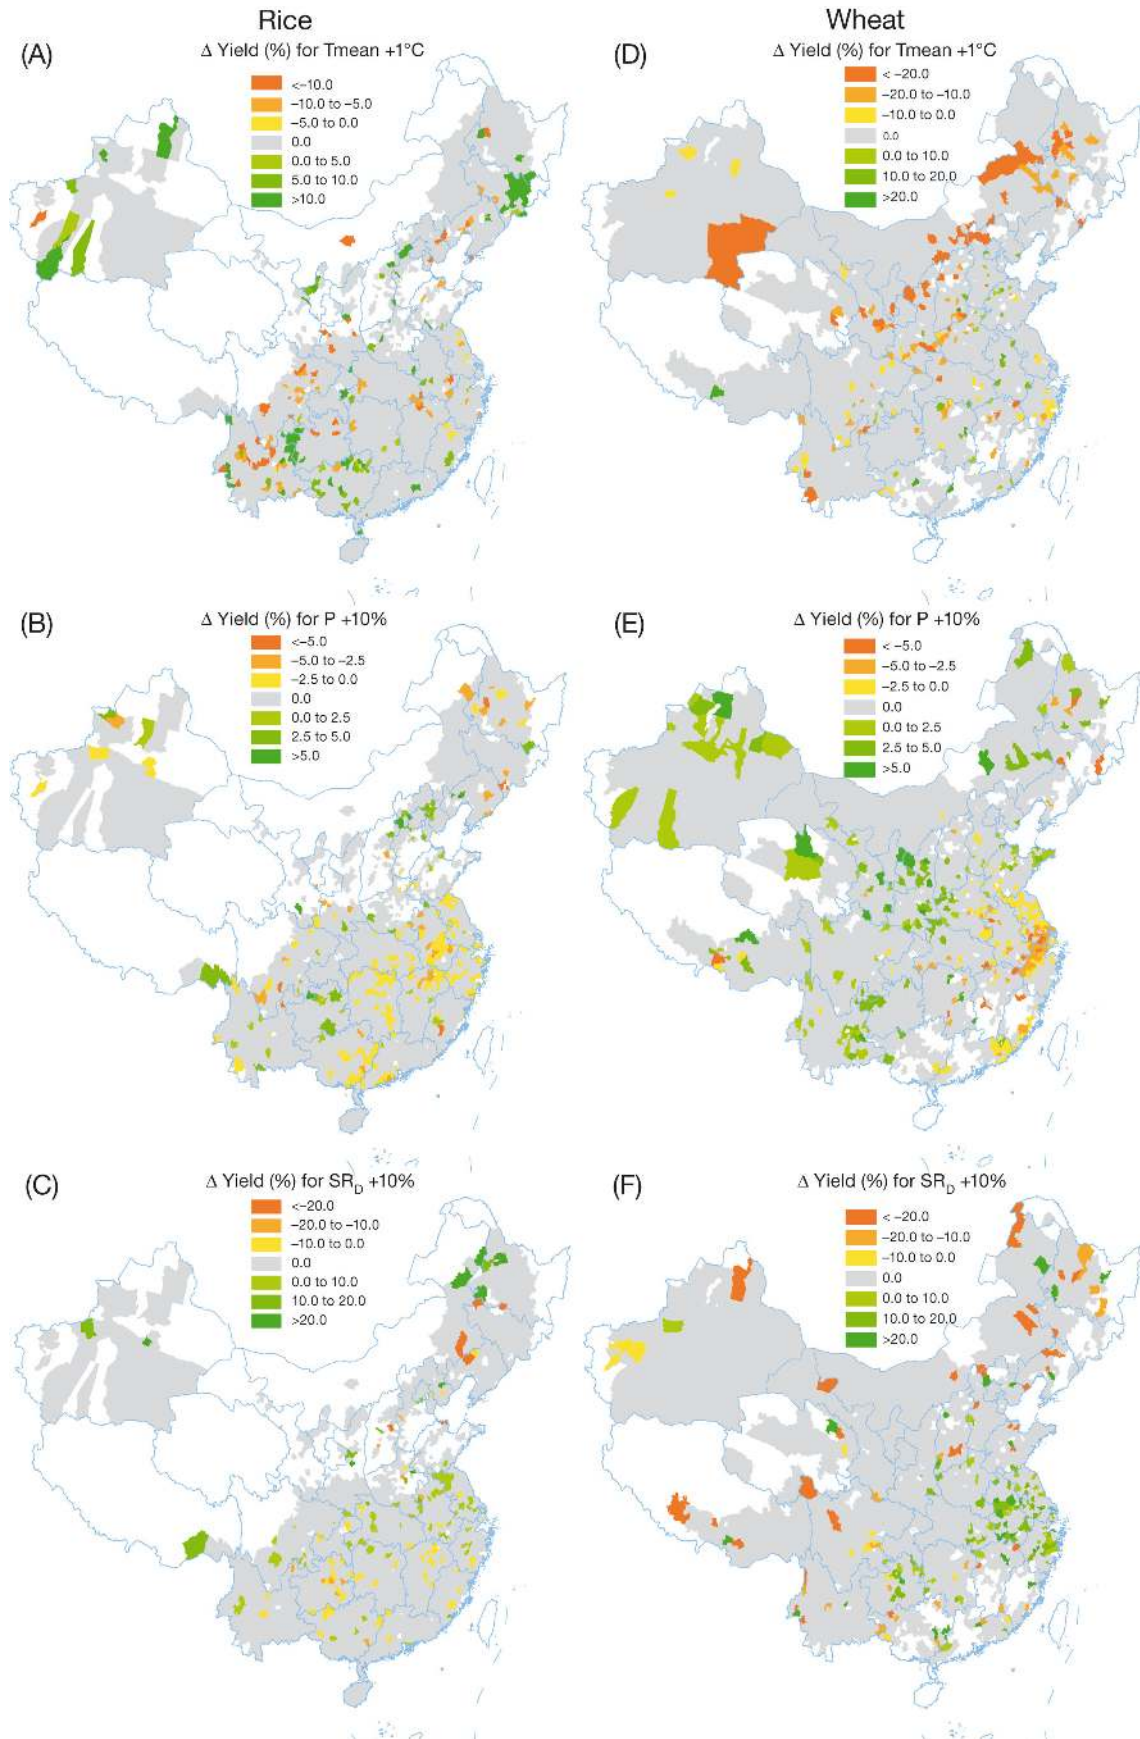 Rice
Wheat
(A)
Δ Yield (%) for Tmean +1°C
<-10.0
-10.0 to -5.0
-5.0 to 0.0
0.0
0.0 to 5.0
5.0 to 10.0
>10.0
(D)
Δ Yield (%) for Tmean +1°C
< -20.0
-20.0 to -10.0
-10.0 to 0.0
0.0
0.0 to 10.0
10.0 to 20.0
>20.0
(B)
Δ Yield (%) for P +10%
<-5.0
-5.0 to -2.5
-2.5 to 0.0
0.0
0.0 to 2.5
2.5 to 5.0
>5.0
(E)
Δ Yield (%) for P +10%
< -5.0
-5.0 to -2.5
-2.5 to 0.0
0.0
0.0 to 2.5
2.5 to 5.0
>5.0
(C)
Δ Yield (%) for SR_D +10%
<-20.0
-20.0 to -10.0
-10.0 to 0.0
0.0
0.0 to 10.0
10.0 to 20.0
>20.0
(F)
Δ Yield (%) for SR_D +10%
< -20.0
-20.0 to -10.0
-10.0 to 0.0
0.0
0.0 to 10.0
10.0 to 20.0
>20.0